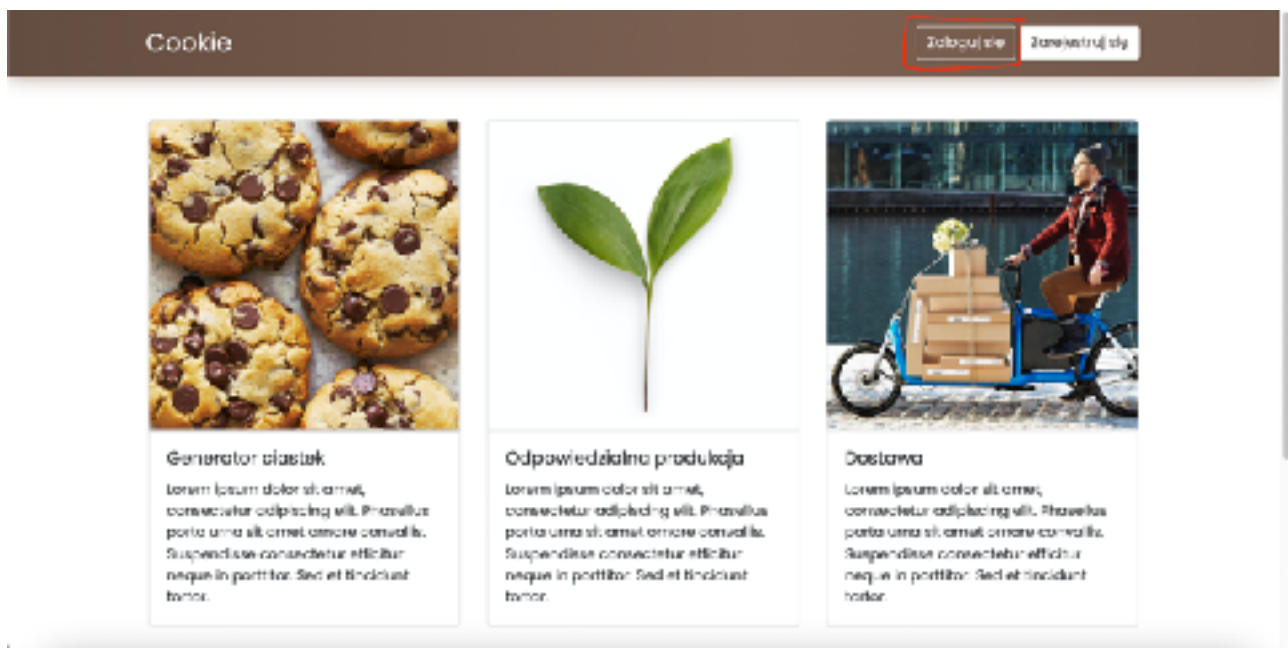 Cookie
Zaloguj się
Zarejestruj się
Generator ciastek
Lorem ipsum dolor sit amet,
consectetur adipiscing elit. Phasellus
porta urna sit amet ornare convallis.
Suspendisse consectetur efficitur
neque in porttitor. Sed et tincidunt
tortor.
Odpowiedzialna produkcja
Lorem ipsum dolor sit amet,
consectetur adipiscing elit. Phasellus
porta urna sit amet ornare convallis.
Suspendisse consectetur efficitur
neque in porttitor. Sed et tincidunt
tortor.
Dostawa
Lorem ipsum dolor sit amet,
consectetur adipiscing elit. Phasellus
porta urna sit amet ornare convallis.
Suspendisse consectetur efficitur
neque in porttitor. Sed et tincidunt
tortor.